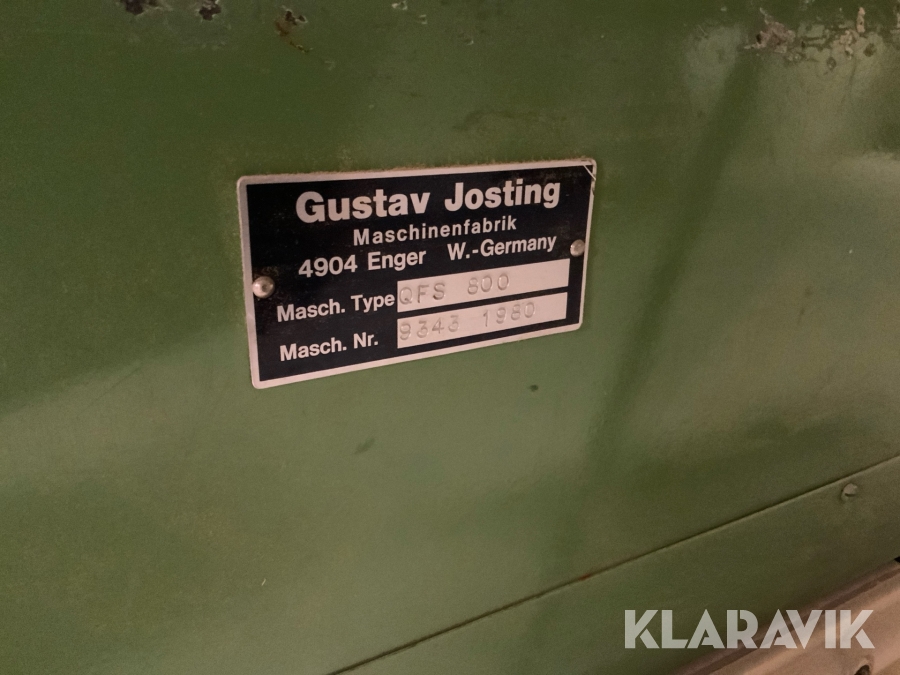 Gustav Josting
Maschinenfabrik
4904 Enger W.-Germany
Masch. Type QFS 800
Masch. Nr. 9343 1980
KLARAVIK